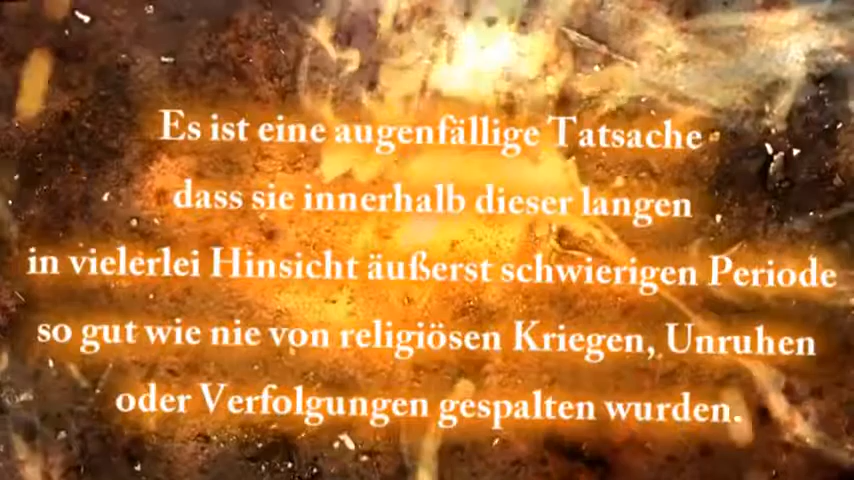 Es ist eine augenfällige Tatsache
dass sie innerhalb dieser langen
in vielerlei Hinsicht äußerst schwierigen Periode
so gut wie nie von religiösen Kriegen, Unruhen
oder Verfolgungen gespalten wurden.